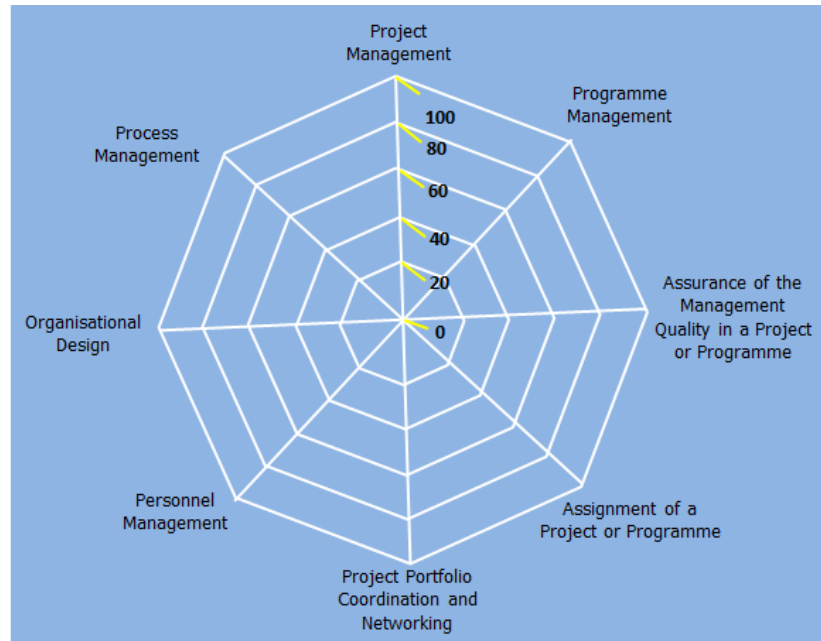 Project
Management
100
80
60
40
20
0
Programme
Management
Assurance of the
Management
Quality in a Project
or Programme
Assignment of a
Project or Programme
Project Portfolio
Coordination and
Networking
Personnel
Management
Organisational
Design
Process
Management